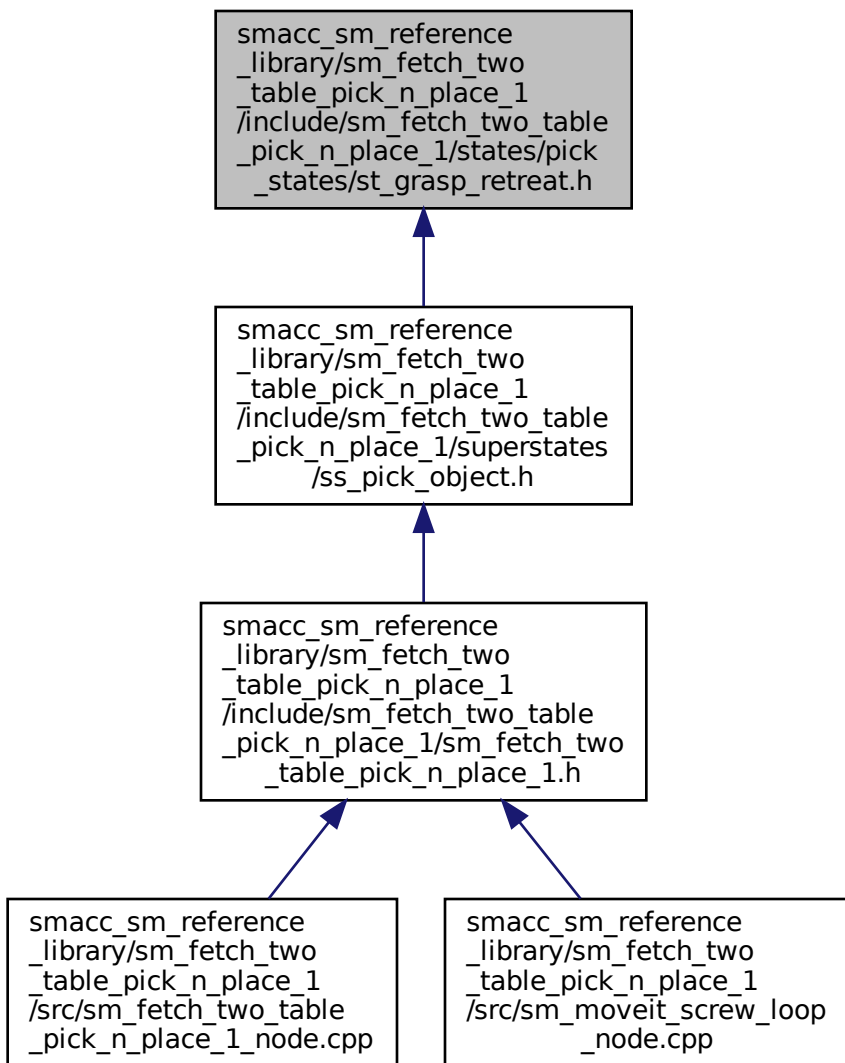 smacc_sm_reference
_library/sm_fetch_two
_table_pick_n_place_1
/include/sm_fetch_two_table
_pick_n_place_1/states/pick
_states/st_grasp_retreat.h
smacc_sm_reference
_library/sm_fetch_two
_table_pick_n_place_1
/include/sm_fetch_two_table
_pick_n_place_1/superstates
/ss_pick_object.h
smacc_sm_reference
_library/sm_fetch_two
_table_pick_n_place_1
/include/sm_fetch_two_table
_pick_n_place_1/sm_fetch_two
_table_pick_n_place_1.h
smacc_sm_reference
_library/sm_fetch_two
_table_pick_n_place_1
/src/sm_fetch_two_table
_pick_n_place_1_node.cpp
smacc_sm_reference
_library/sm_fetch_two
_table_pick_n_place_1
/src/sm_moveit_screw_loop
_node.cpp